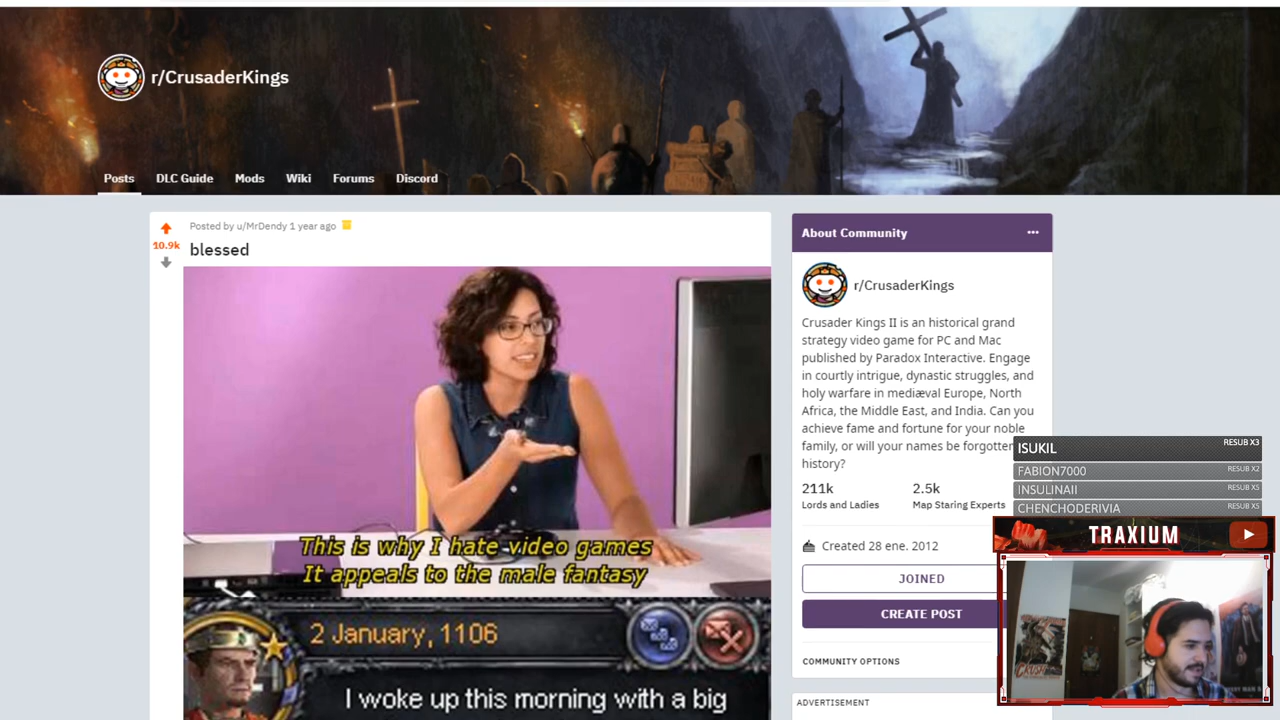 r/CrusaderKings
Posts
DLC Guide
Mods
Wiki
Forums
Discord
10.9k
Posted by u/MrDendy 1 year ago
blessed
This is why I hate video games
It appeals to the male fantasy
2 January, 1106
I woke up this morning with a big
About Community
r/CrusaderKings
Crusader Kings II is an historical grand
strategy video game for PC and Mac
published by Paradox Interactive. Engage
in courtly intrigue, dynastic struggles, and
holy warfare in mediæval Europe, North
Africa, the Middle East, and India. Can you
achieve fame and fortune for your noble
family, or will your names be forgotten
history?
211k
Lords and Ladies
2.5k
Map Staring Experts
Created 28 ene. 2012
JOINED
CREATE POST
COMMUNITY OPTIONS
ADVERTISEMENT
ISUKIL RESUB X3
FABION7000 RESUB X2
INSULINAII RESUB X5
CHENCHODERIVIA RESUB X5
TRAXIUM